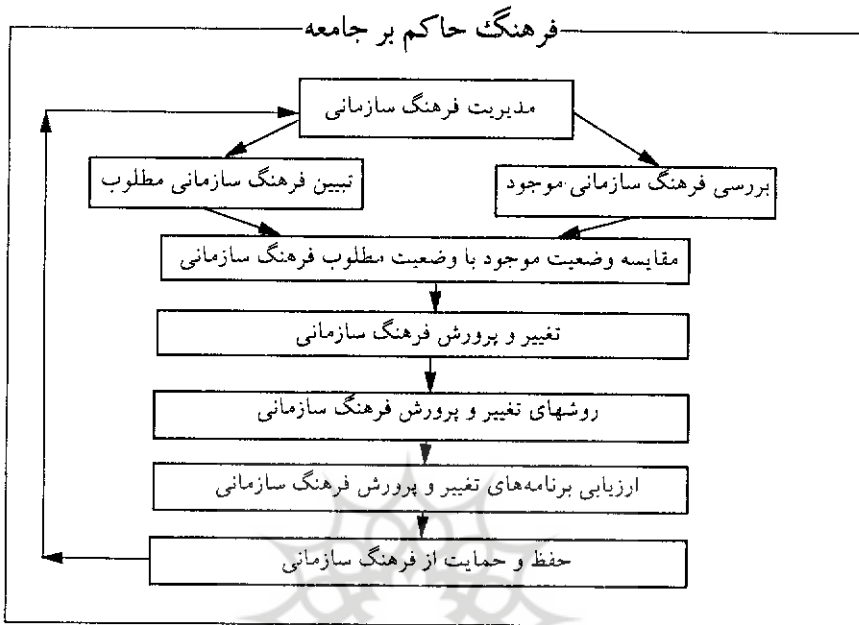 فرهنگ حاکم بر جامعه
مدیریت فرهنگ سازمانی
بررسی فرهنگ سازمانی موجود
تبیین فرهنگ سازمانی مطلوب
مقایسه وضعیت موجود با وضعیت مطلوب فرهنگ سازمانی
تغییر و پرورش فرهنگ سازمانی
روشهای تغییر و پرورش فرهنگ سازمانی
ارزیابی برنامه‌های تغییر و پرورش فرهنگ سازمانی
حفظ و حمایت از فرهنگ سازمانی